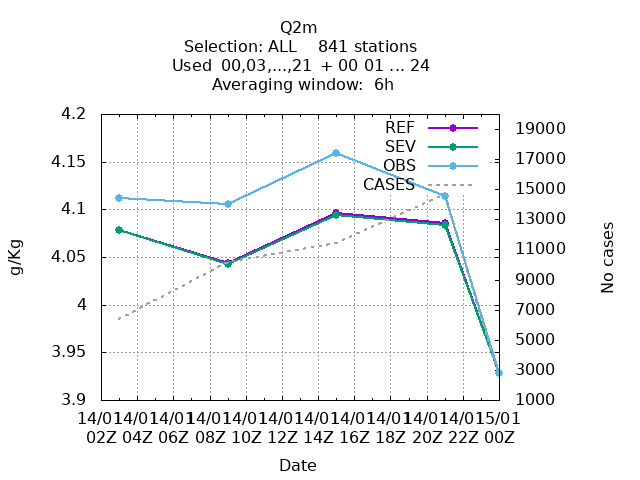 Q2m
Selection: ALL    841 stations
Used  00,03,...,21  + 00 01 ... 24
Averaging window:  6h
REF
SEV
OBS
CASES
4.2
4.15
4.1
4.05
4
3.95
3.9
g/Kg
19000
17000
15000
13000
11000
9000
7000
5000
3000
1000
No cases
14/01 14/01 14/01 14/01 14/01 14/01 14/01 14/01 14/01 14/01 14/01 15/01
02Z 04Z 06Z 08Z 10Z 12Z 14Z 16Z 18Z 20Z 22Z 00Z
Date